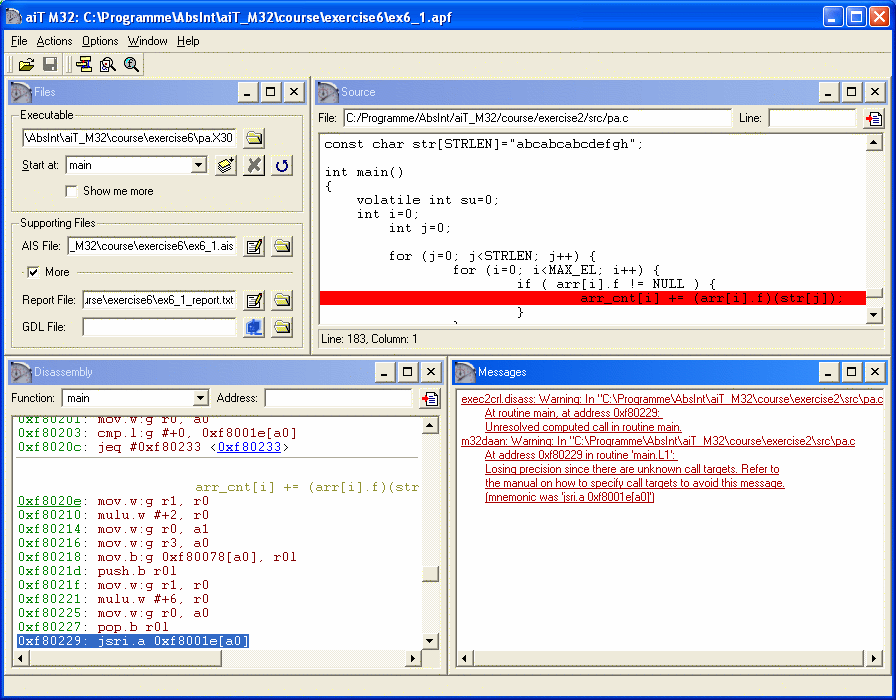 aiT M32: C:\Programme\AbsInt\aiT_M32\course\exercise6\ex6_1.apf
File Actions Options Window Help
Files
Executable
\AbsInt\aiT_M32\course\exercise6\pa.X30
Start at: main
Show me more
Supporting Files
AIS File: _M32\course\exercise6\ex6_1.ais
More
Report File: urse\exercise6\ex6_1_report.txt
GDL File:
Source
File: C:/Programme/AbsInt/aiT_M32/course/exercise2/src/pa.c Line:
const char str[STRLEN]="abcabcabcdefgh";
int main()
{
volatile int su=0;
int i=0;
int j=0;
for (j=0; j<STRLEN; j++) {
for (i=0; i<MAX_EL; i++) {
if ( arr[i].f != NULL ) {
arr_cnt[i] += (arr[i].f)(str[j]);
}
Line: 183, Column: 1
Disassembly
Function: main Address:
0xf80201: mov.w:g r0, a0
0xf80203: cmp.l:g #+0, 0xf8001e[a0]
0xf8020c: jeq #0xf80233 <0xf80233>
arr_cnt[i] += (arr[i].f)(str
0xf8020e: mov.w:g r1, r0
0xf80210: mulu.w #+2, r0
0xf80214: mov.w:g r0, a1
0xf80216: mov.w:g r3, a0
0xf80218: mov.b:g 0xf80078[a0], r0l
0xf8021d: push.b r0l
0xf8021f: mov.w:g r1, r0
0xf80221: mulu.w #+6, r0
0xf80225: mov.w:g r0, a0
0xf80227: pop.b r0l
0xf80229: jsri.a 0xf8001e[a0]
Messages
exec2crl.disass: Warning: In "C:\Programme\AbsInt\aiT_M32\course\exercise2\src\pa.c
At routine main, at address 0xf80229:
Unresolved computed call in routine main.
m32daan: Warning: In "C:\Programme\AbsInt\aiT_M32\course\exercise2\src\pa.c
At address 0xf80229 in routine 'main.L1':
Losing precision since there are unknown call targets. Refer to
the manual on how to specify call targets to avoid this message.
(mnemonic was 'jsri.a 0xf8001e[a0]')